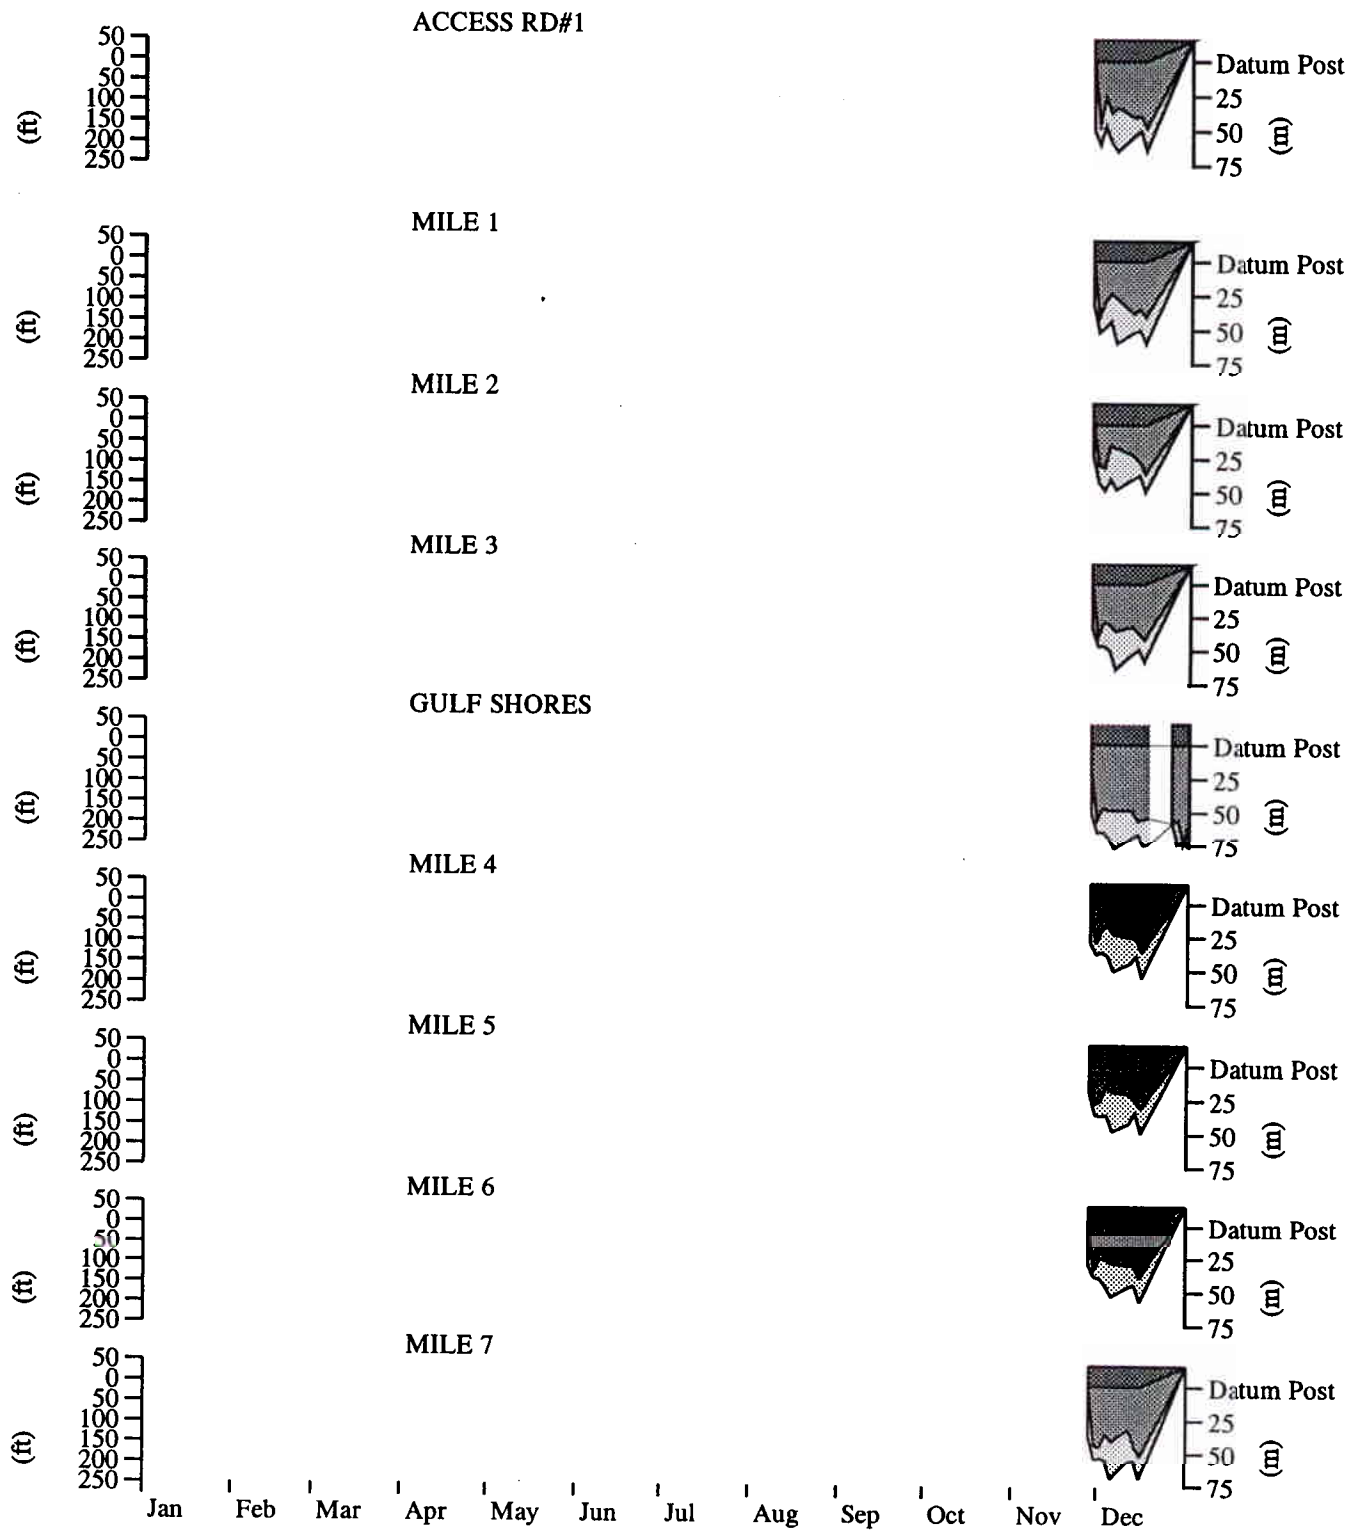 ACCESS RD#1
50
0
50
100
150
200
250
(ft)
Datum Post
25
50
75
(m)
MILE 1
50
0
50
100
150
200
250
(ft)
Datum Post
25
50
75
(m)
MILE 2
50
0
50
100
150
200
250
(ft)
Datum Post
25
50
75
(m)
MILE 3
50
0
50
100
150
200
250
(ft)
Datum Post
25
50
75
(m)
GULF SHORES
50
0
50
100
150
200
250
(ft)
Datum Post
25
50
75
(m)
MILE 4
50
0
50
100
150
200
250
(ft)
Datum Post
25
50
75
(m)
MILE 5
50
0
50
100
150
200
250
(ft)
Datum Post
25
50
75
(m)
MILE 6
50
0
50
100
150
200
250
(ft)
Datum Post
25
50
75
(m)
MILE 7
50
0
50
100
150
200
250
(ft)
Datum Post
25
50
75
(m)
Jan Feb Mar Apr May Jun Jul Aug Sep Oct Nov Dec